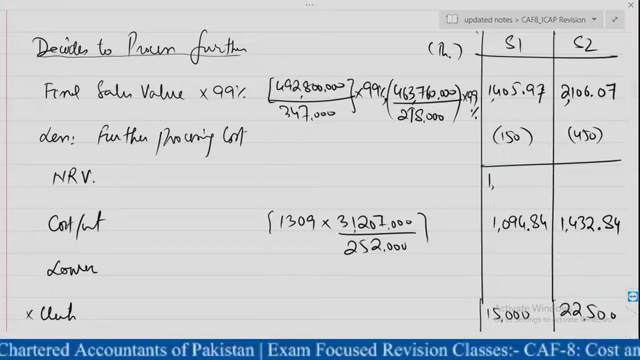 updated notes > CAF8_ICAP Revision
Decides to Process further (Rs.) S1 S2
Final Sales Value × 99% [492,800,000/347,000 ×99%, 463,760,000/218,000 ×99%] 1,405.97 2,106.07
Less: Further processing Cost (150) (450)
NRV. 1,
Cost/unit [1309 × 31,207,000/252,000] 1,094.84 1,432.84
Lower
× Units 15,000 22500
Activate Windows
Chartered Accountants of Pakistan | Exam Focused Revision Classes:- CAF-8: Cost an